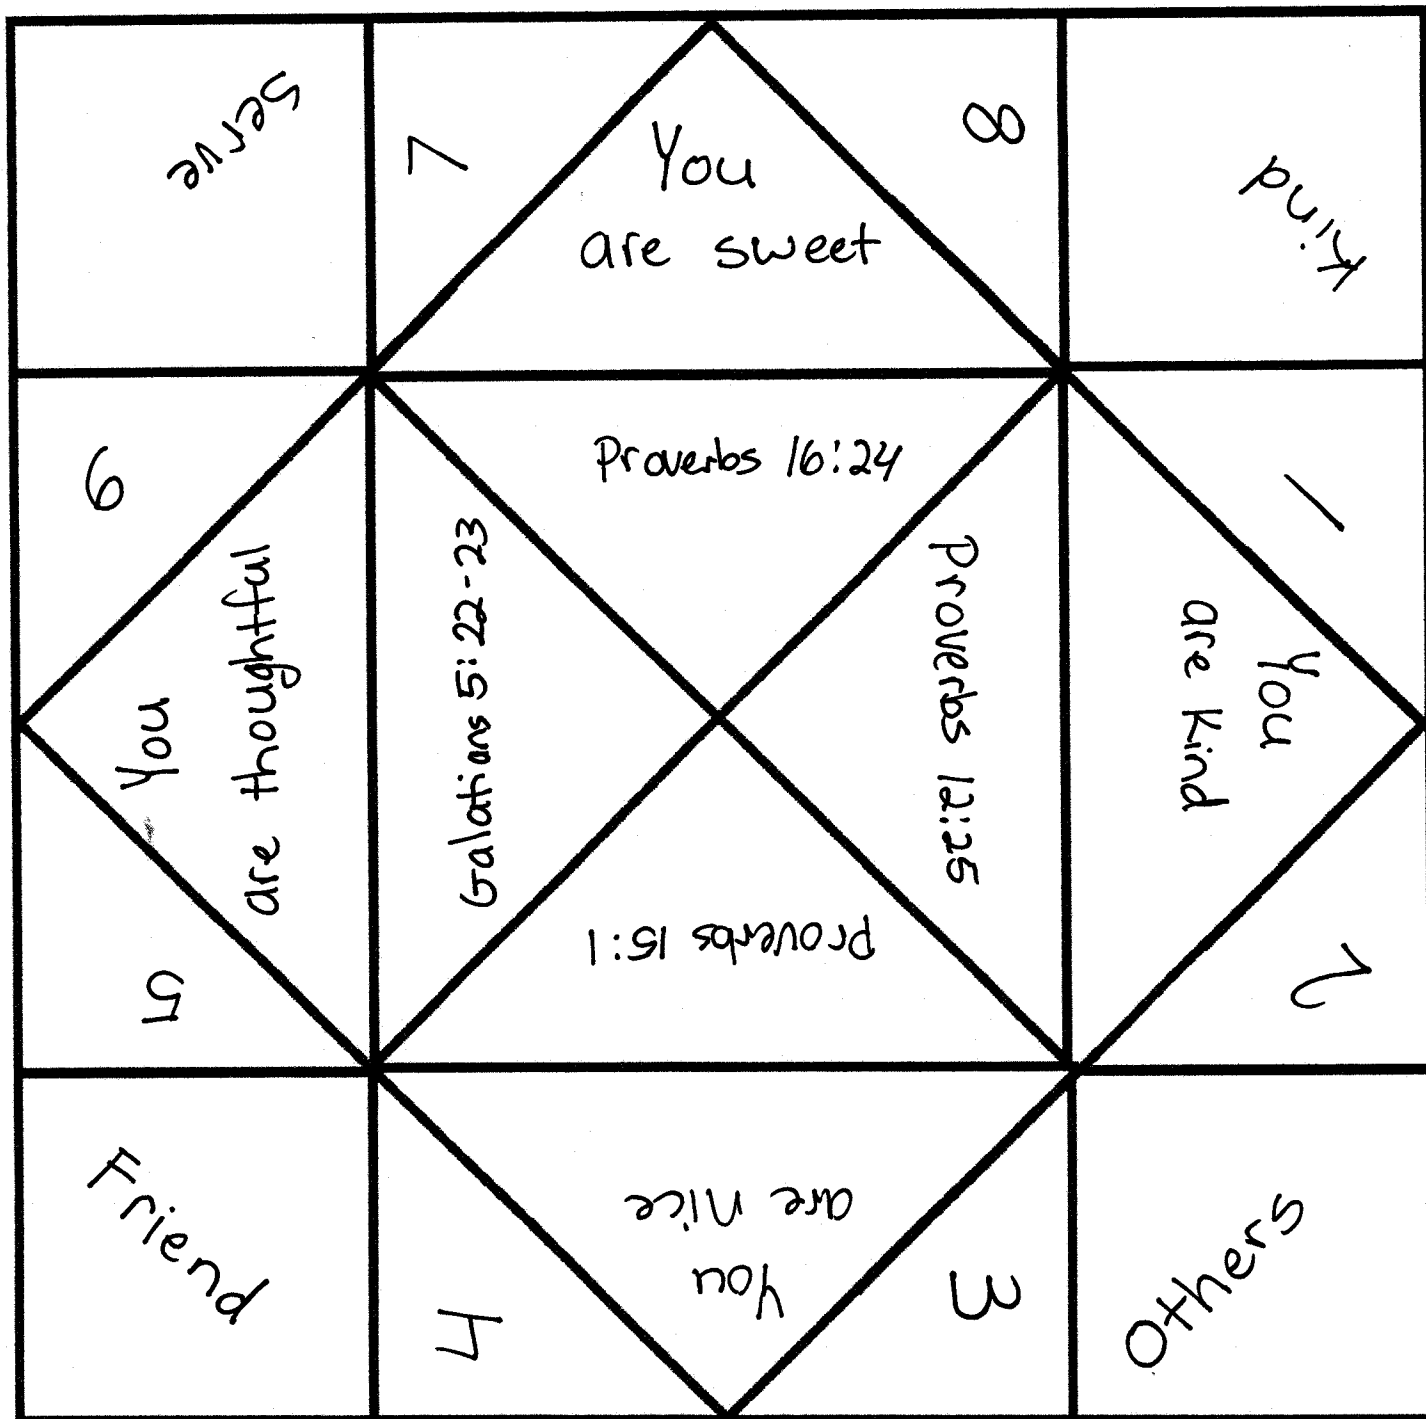 Serve
7
You
are sweet
8
Kind
6
You
are thoughtful
5
Galatians 5:22-23
Proverbs 16:24
Proverbs 12:25
Proverbs 15:1
1
You
are Kind
2
Friend
4
You
are nice
3
Others